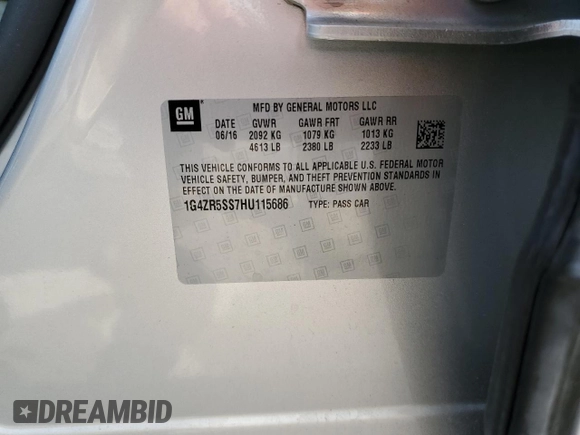 GM
MFD BY GENERAL MOTORS LLC
DATE GVWR GAWR FRT GAWR RR
06/16 2092 KG 1079 KG 1013 KG
4613 LB 2380 LB 2233 LB
THIS VEHICLE CONFORMS TO ALL APPLICABLE U.S. FEDERAL MOTOR
VEHICLE SAFETY, BUMPER, AND THEFT PREVENTION STANDARDS IN
EFFECT ON THE DATE OF MANUFACTURE SHOWN ABOVE.
1G4ZR5SS7HU115686 TYPE: PASS CAR
DREAMBID